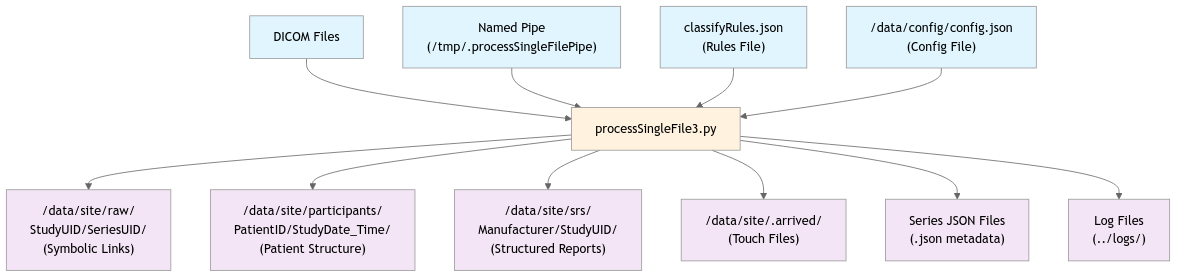 DICOM Files
Named Pipe
(/tmp/.processSingleFilePipe)
classifyRules.json
(Rules File)
/data/config/config.json
(Config File)
processSingleFile3.py
/data/site/raw/
StudyUID/SeriesUID/
(Symbolic Links)
/data/site/participants/
PatientID/StudyDate_Time/
(Patient Structure)
/data/site/srs/
Manufacturer/StudyUID/
(Structured Reports)
/data/site/.arrived/
(Touch Files)
Series JSON Files
(.json metadata)
Log Files
(../logs/)